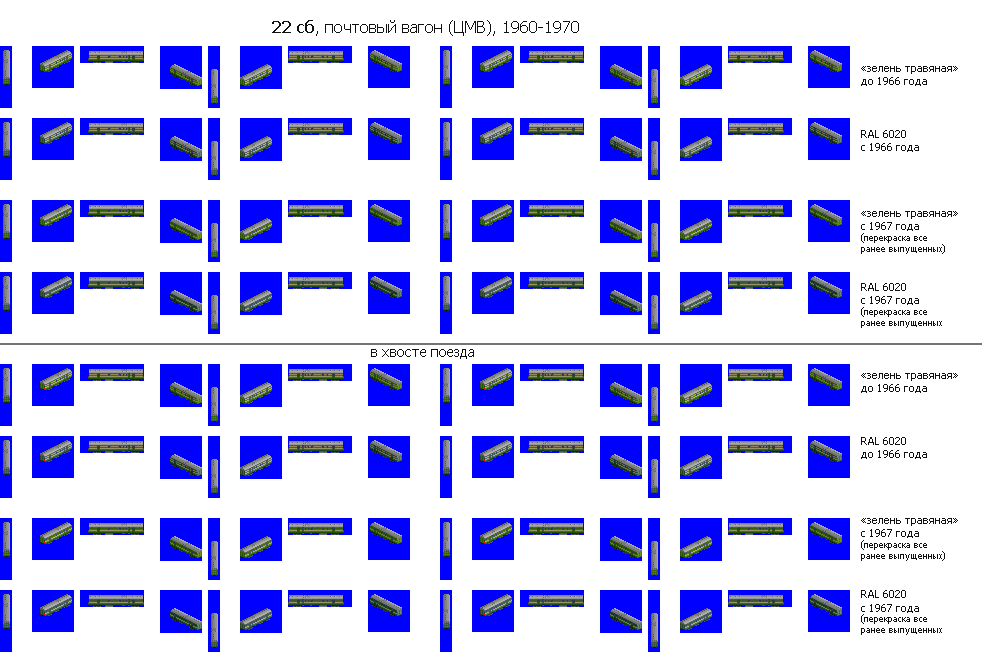 22 сб, почтовый вагон (ЦМВ), 1960-1970
«зелень травяная»
до 1966 года
RAL 6020
с 1966 года
«зелень травяная»
с 1967 года
(перекраска все
ранее выпущенных)
RAL 6020
с 1967 года
(перекраска все
ранее выпущенных
в хвосте поезда
«зелень травяная»
до 1966 года
RAL 6020
до 1966 года
«зелень травяная»
с 1967 года
(перекраска все
ранее выпущенных)
RAL 6020
с 1967 года
(перекраска все
ранее выпущенных